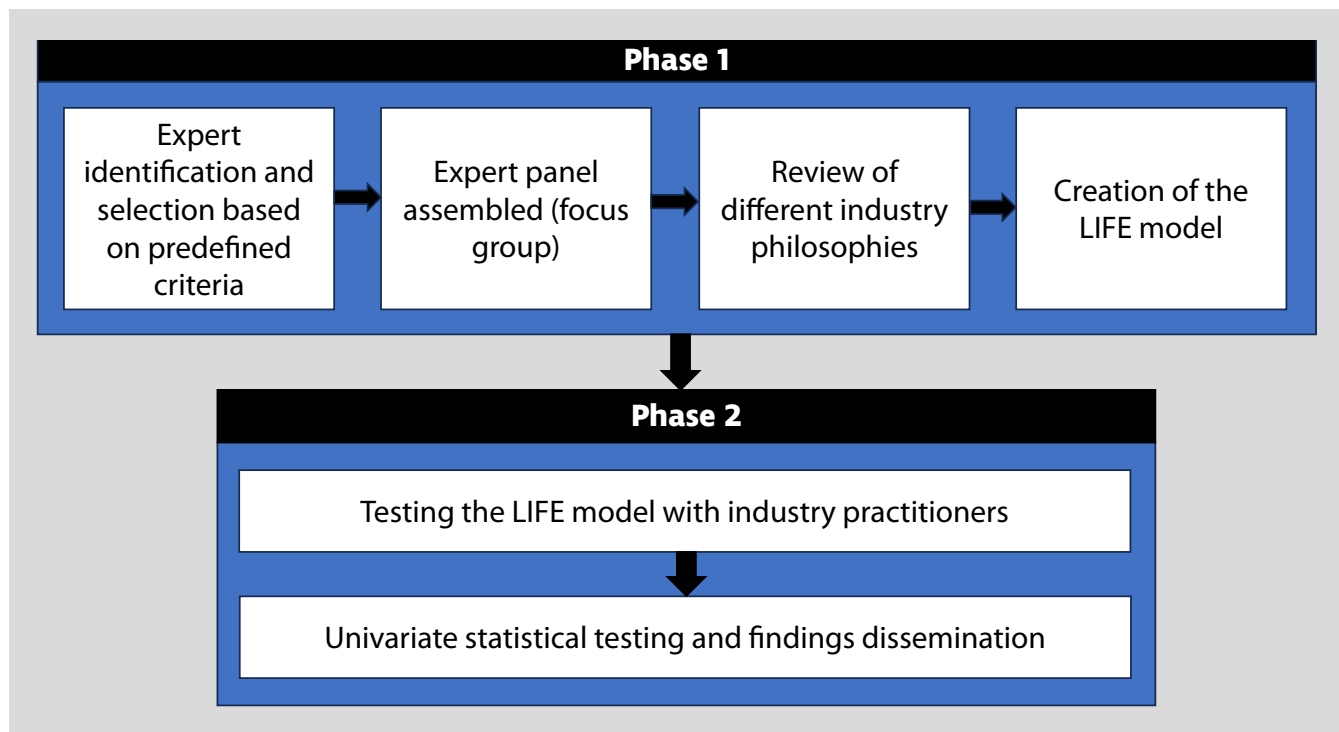 Phase 1
Expert
identification and
selection based
on predefined
criteria
Expert panel
assembled (focus
group)
Review of
different industry
philosophies
Creation of the
LIFE model
Phase 2
Testing the LIFE model with industry practitioners
Univariate statistical testing and findings dissemination